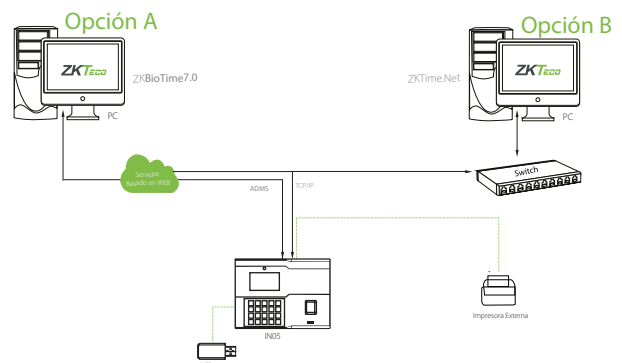 Opción A
Opción B
ZKTECO
ZKBioTime7.0
PC
ZKTime.Net
ZKTECO
PC
Servidor
Basado en WEB
ADMS
TCP/IP
Switch
IN05
Impresora Externa